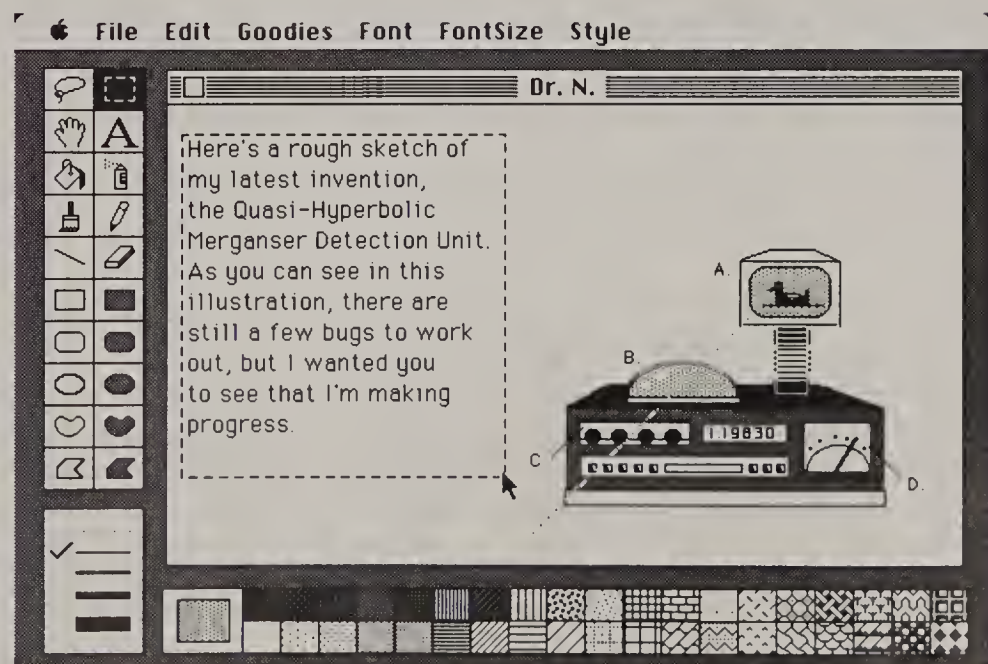 File Edit Goodies Font FontSize Style
Dr. N.
A
Here's a rough sketch of
my latest invention,
the Quasi-Hyperbolic
Merganser Detection Unit.
As you can see in this
illustration, there are
still a few bugs to work
out, but I wanted you
to see that I'm making
progress.
A.
B.
1.19830
C
D.